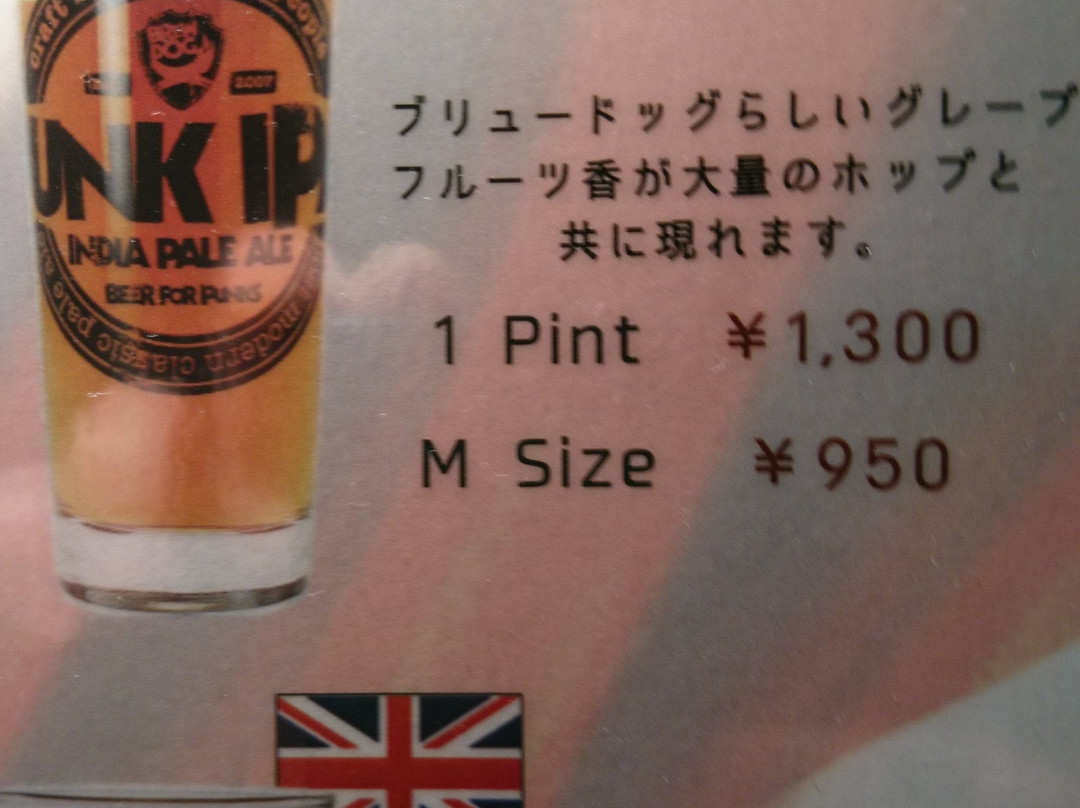 craft
BREW
DOG
2007
UNK IP
INDIA PALE ALE
BEER FOR PUNKS
modern classic pale
ブリュードッグらしいグレープ
フルーツ香が大量のホップと
共に現れます。
1 Pint ¥1,300
M Size ¥950